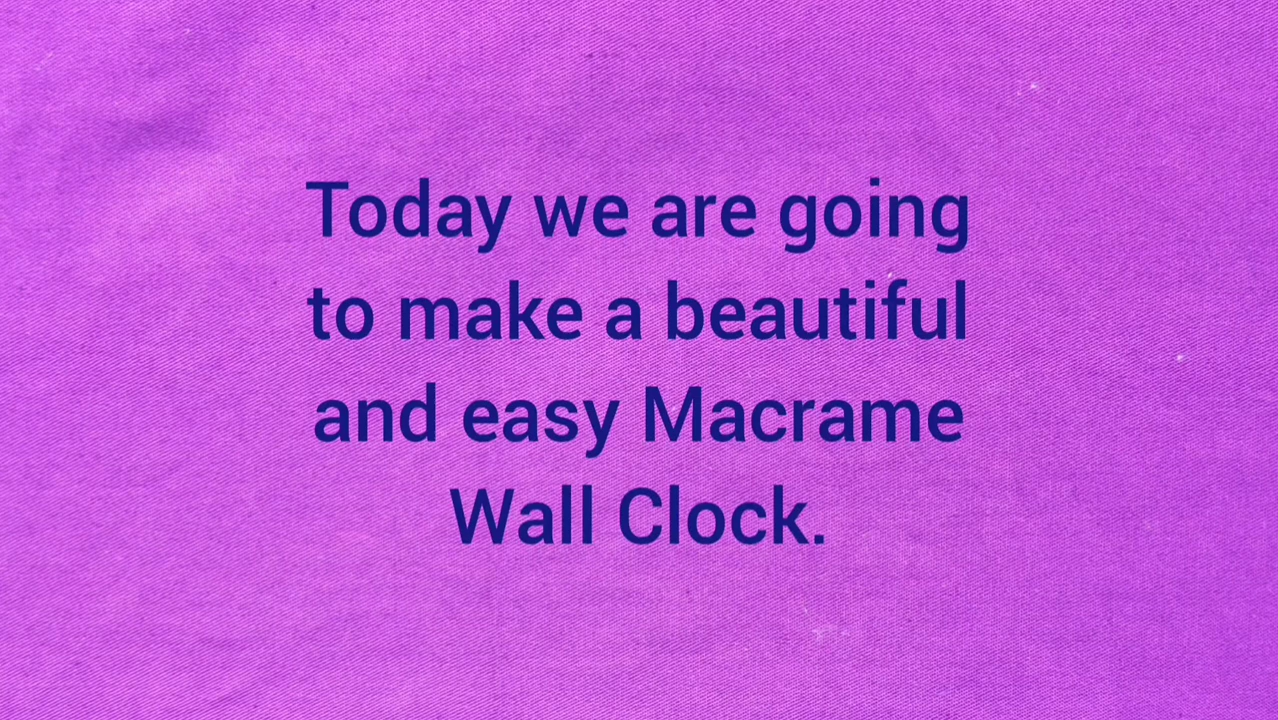 Today we are going
to make a beautiful
and easy Macrame
Wall Clock.